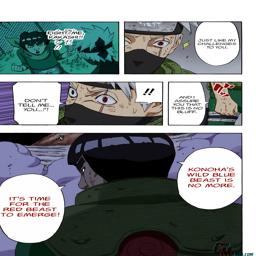 JUST LIKE MY
CHALLENGES
TO YOU.
FIGHT ME,
KAKASHI!!
AND I
ASSURE YOU
THAT THIS IS
NO BLUFF.
!!
DON'T
TELL ME...
YOU...?!
KONOHA'S
WILD BLUE
BEAST IS
NO MORE.
IT'S TIME FOR
THE RED BEAST
TO EMERGE!